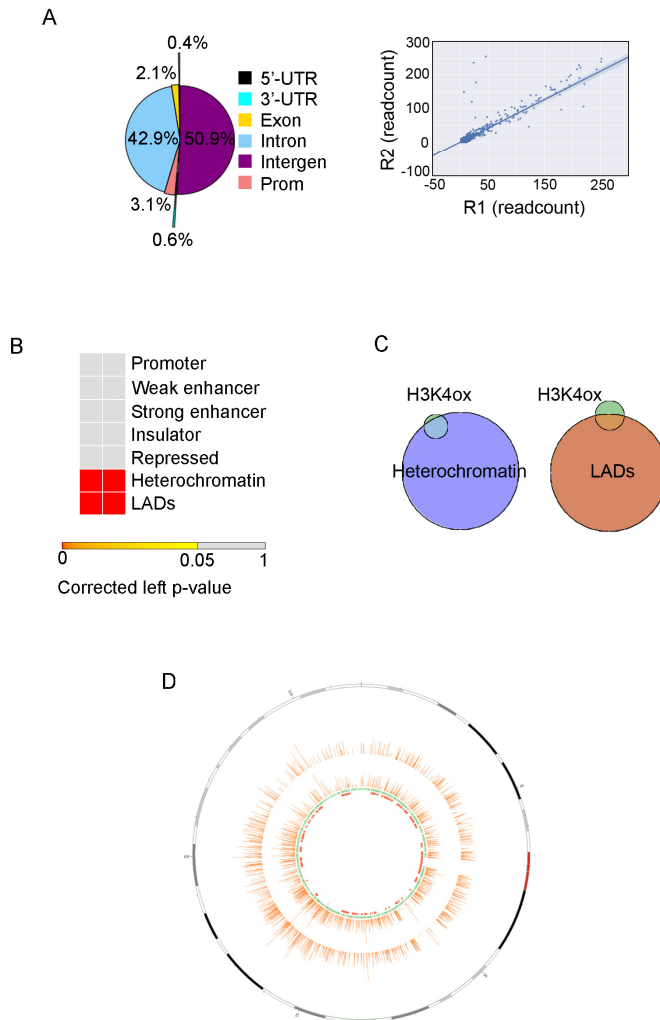 A
0.4%
2.1%
42.9%
50.9%
3.1%
0.6%
5'-UTR
3'-UTR
Exon
Intron
Intergen
Prom
R2 (readcount)
300
200
100
0
-100
-50
50
150
250
R1 (readcount)
B
Promoter
Weak enhancer
Strong enhancer
Insulator
Repressed
Heterochromatin
LADs
0
0.05
1
Corrected left p-value
C
H3K4ox
Heterochromatin
H3K4ox
LADs
D